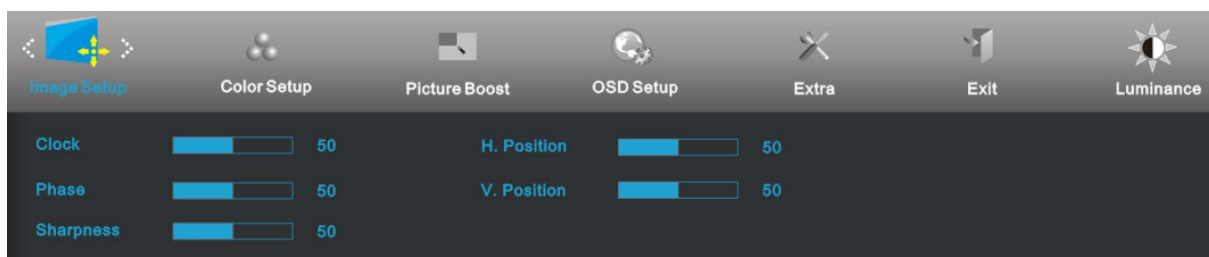 Image Setup Color Setup Picture Boost OSD Setup Extra Exit Luminance
Clock 50 H. Position 50
Phase 50 V. Position 50
Sharpness 50